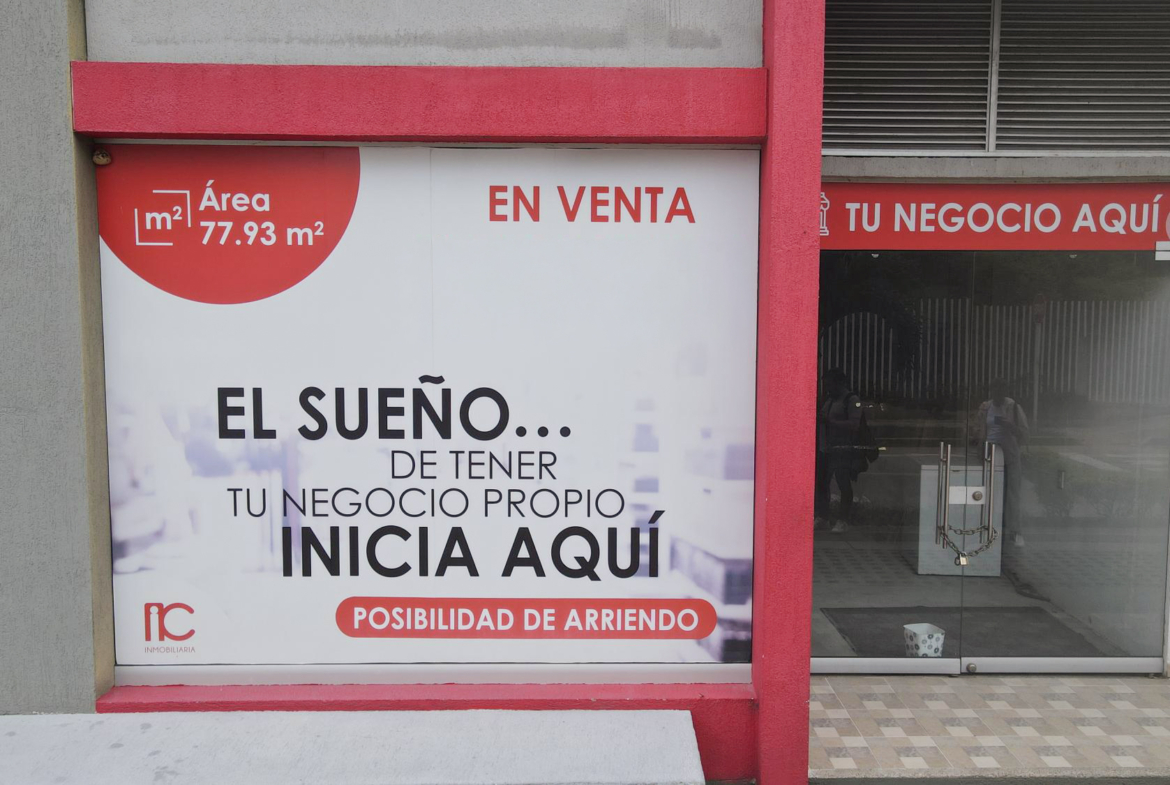 m²
Área
77.93 m²
EN VENTA
EL SUEÑO...
DE TENER
TU NEGOCIO PROPIO
INICIA AQUÍ
POSIBILIDAD DE ARRIENDO
INMOBILIARIA
TU NEGOCIO AQUÍ